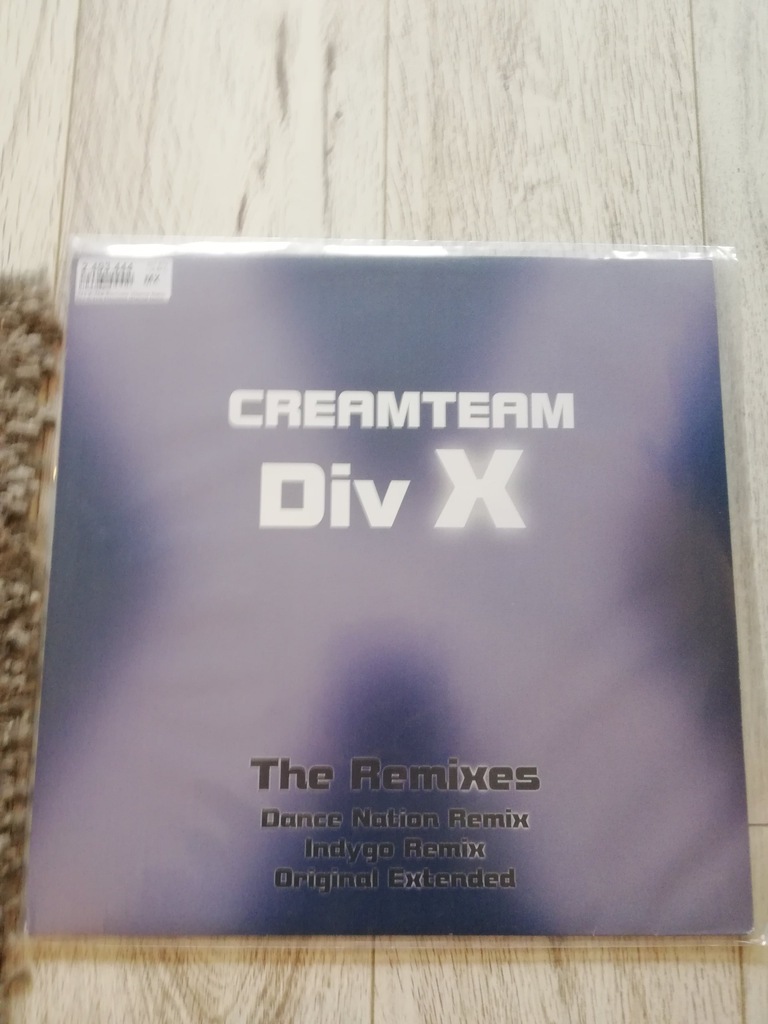 CREAMTEAM
Div X
The Remixes
Dance Nation Remix
Indygo Remix
Original Extended